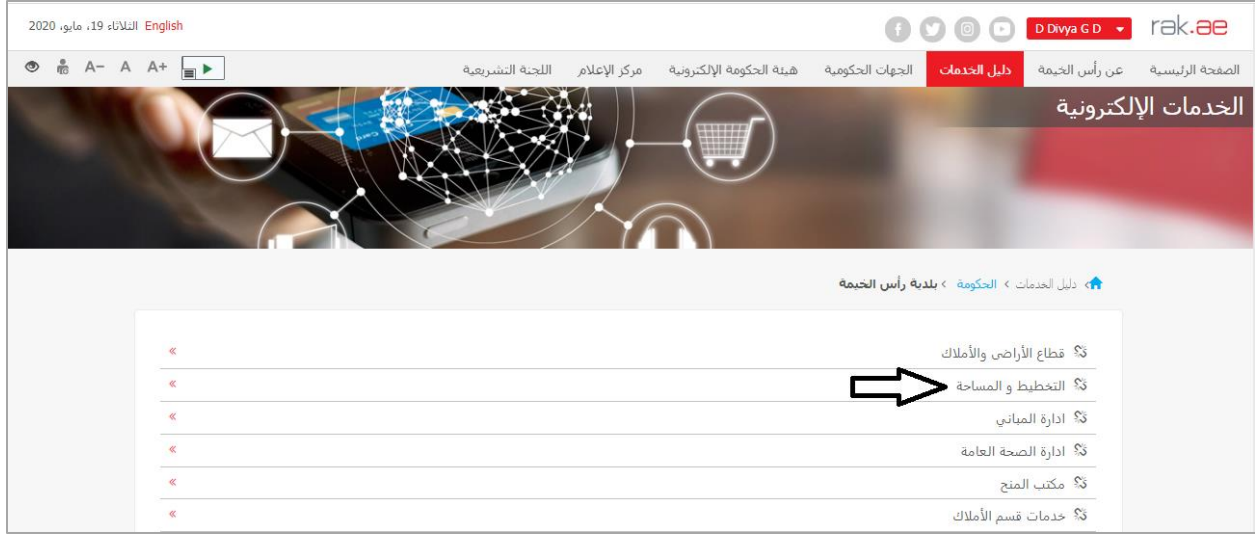 rak.ae
D Divya G D
English الثلاثاء 19، مايو، 2020
الصفحة الرئيسية عن رأس الخيمة دليل الخدمات الجهات الحكومية هيئة الحكومة الإلكترونية مركز الإعلام اللجنة التشريعية A+ A A−
الخدمات الإلكترونية
دليل الخدمات › الحكومة › بلدية رأس الخيمة
قطاع الأراضى والأملاك
التخطيط و المساحة
ادارة المباني
ادارة الصحة العامة
مكتب المنح
خدمات قسم الأملاك